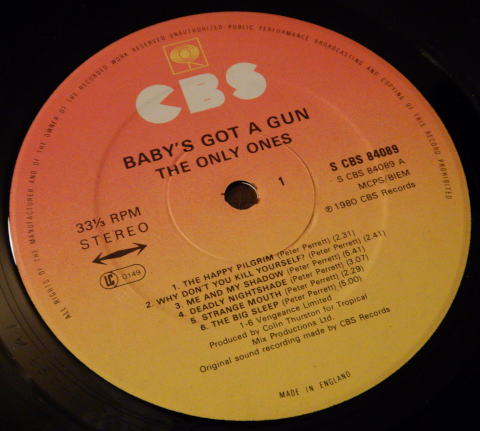 ALL RIGHTS OF THE MANUFACTURER AND OF THE OWNER OF THE RECORDED WORK RESERVED UNAUTHORIZED PUBLIC PERFORMANCE BROADCASTING AND COPYING OF THIS RECORD PROHIBITED
CBS
BABY'S GOT A GUN
THE ONLY ONES
33⅓ RPM
STEREO
1
S CBS 84089
S CBS 84089 A
MCPS/BIEM
℗1980 CBS Records
LC 0149
1. THE HAPPY PILGRIM (Peter Perrett) (2.31)
2. WHY DON'T YOU KILL YOURSELF? (Peter Perrett) (2.41)
3. ME AND MY SHADOW (Peter Perrett) (5.41)
4. DEADLY NIGHTSHADE (Peter Perrett) (3.07)
5. STRANGE MOUTH (Peter Perrett) (2.29)
6. THE BIG SLEEP (Peter Perrett) (5.00)
1-6 Vengeance Limited
Produced by Colin Thurston for Tropical
Mix Productions Ltd.
Original sound recording made by CBS Records
MADE IN ENGLAND